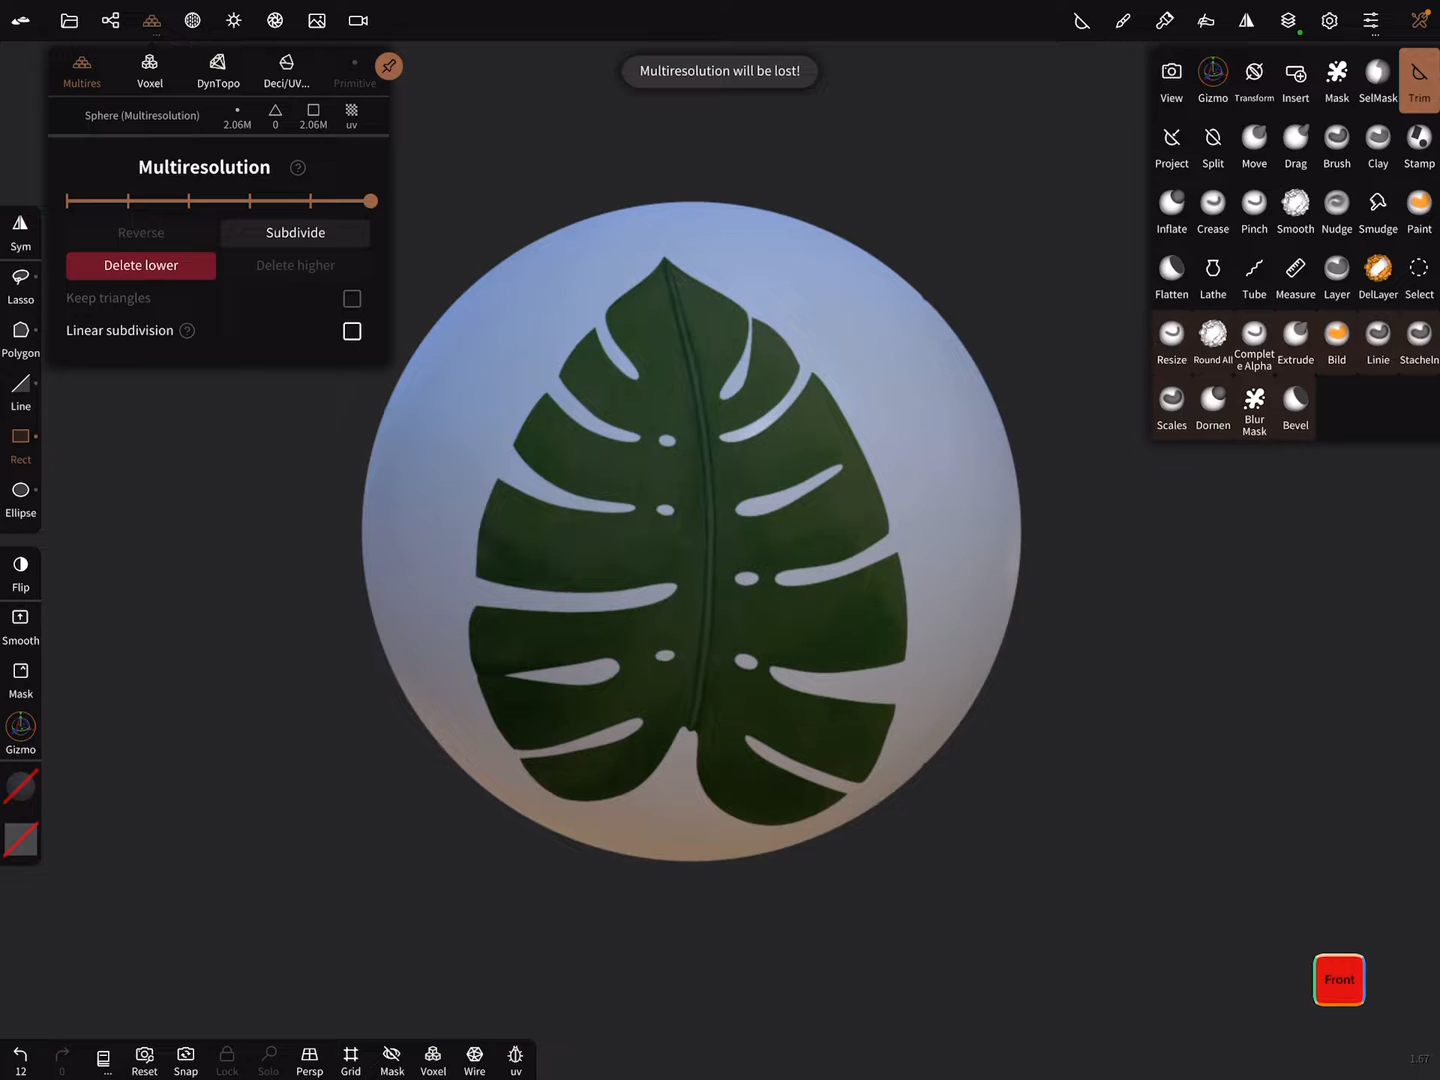 Multires
Voxel
DynTopo
Deci/UV...
Primitive
Sphere (Multiresolution)
2.06M
0
2.06M
uv
Multiresolution ?
Reverse
Subdivide
Delete lower
Delete higher
Keep triangles
Linear subdivision ?
Multiresolution will be lost!
View
Gizmo
Transform
Insert
Mask
SelMask
Trim
Project
Split
Move
Drag
Brush
Clay
Stamp
Inflate
Crease
Pinch
Smooth
Nudge
Smudge
Paint
Flatten
Lathe
Tube
Measure
Layer
DelLayer
Select
Resize
Round All
Complet
e Alpha
Extrude
Bild
Linie
Stacheln
Scales
Dornen
Blur
Mask
Bevel
Sym
Lasso
Polygon
Line
Rect
Ellipse
Flip
Smooth
Mask
Gizmo
Front
12
0
...
Reset
Snap
Lock
Solo
Persp
Grid
Mask
Voxel
Wire
uv
1.67